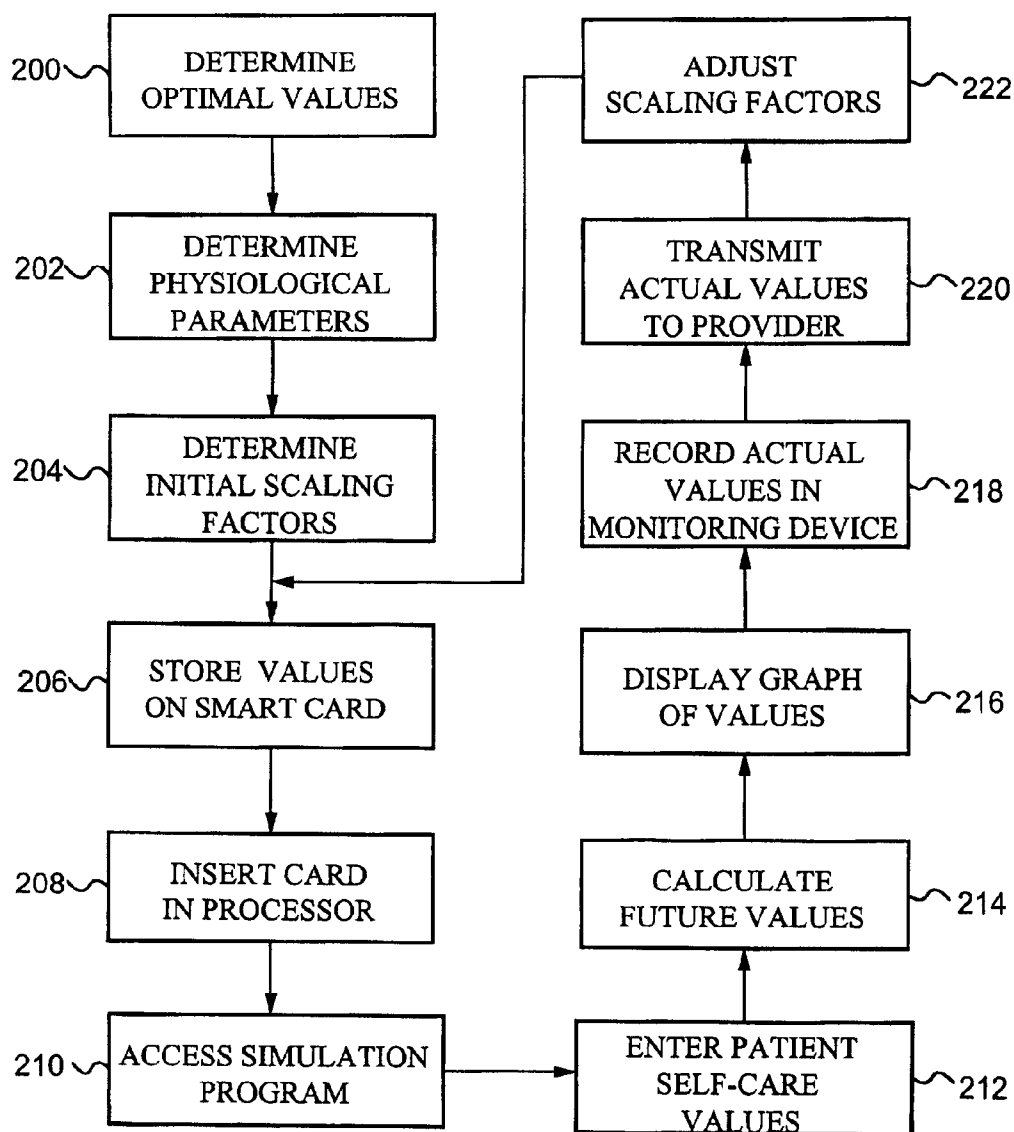 200
DETERMINE
OPTIMAL VALUES
202
DETERMINE
PHYSIOLOGICAL
PARAMETERS
204
DETERMINE
INITIAL SCALING
FACTORS
206
STORE VALUES
ON SMART CARD
208
INSERT CARD
IN PROCESSOR
210
ACCESS SIMULATION
PROGRAM
ENTER PATIENT
SELF-CARE
VALUES
212
CALCULATE
FUTURE VALUES
214
DISPLAY GRAPH
OF VALUES
216
RECORD ACTUAL
VALUES IN
MONITORING DEVICE
218
TRANSMIT
ACTUAL VALUES
TO PROVIDER
220
ADJUST
SCALING FACTORS
222